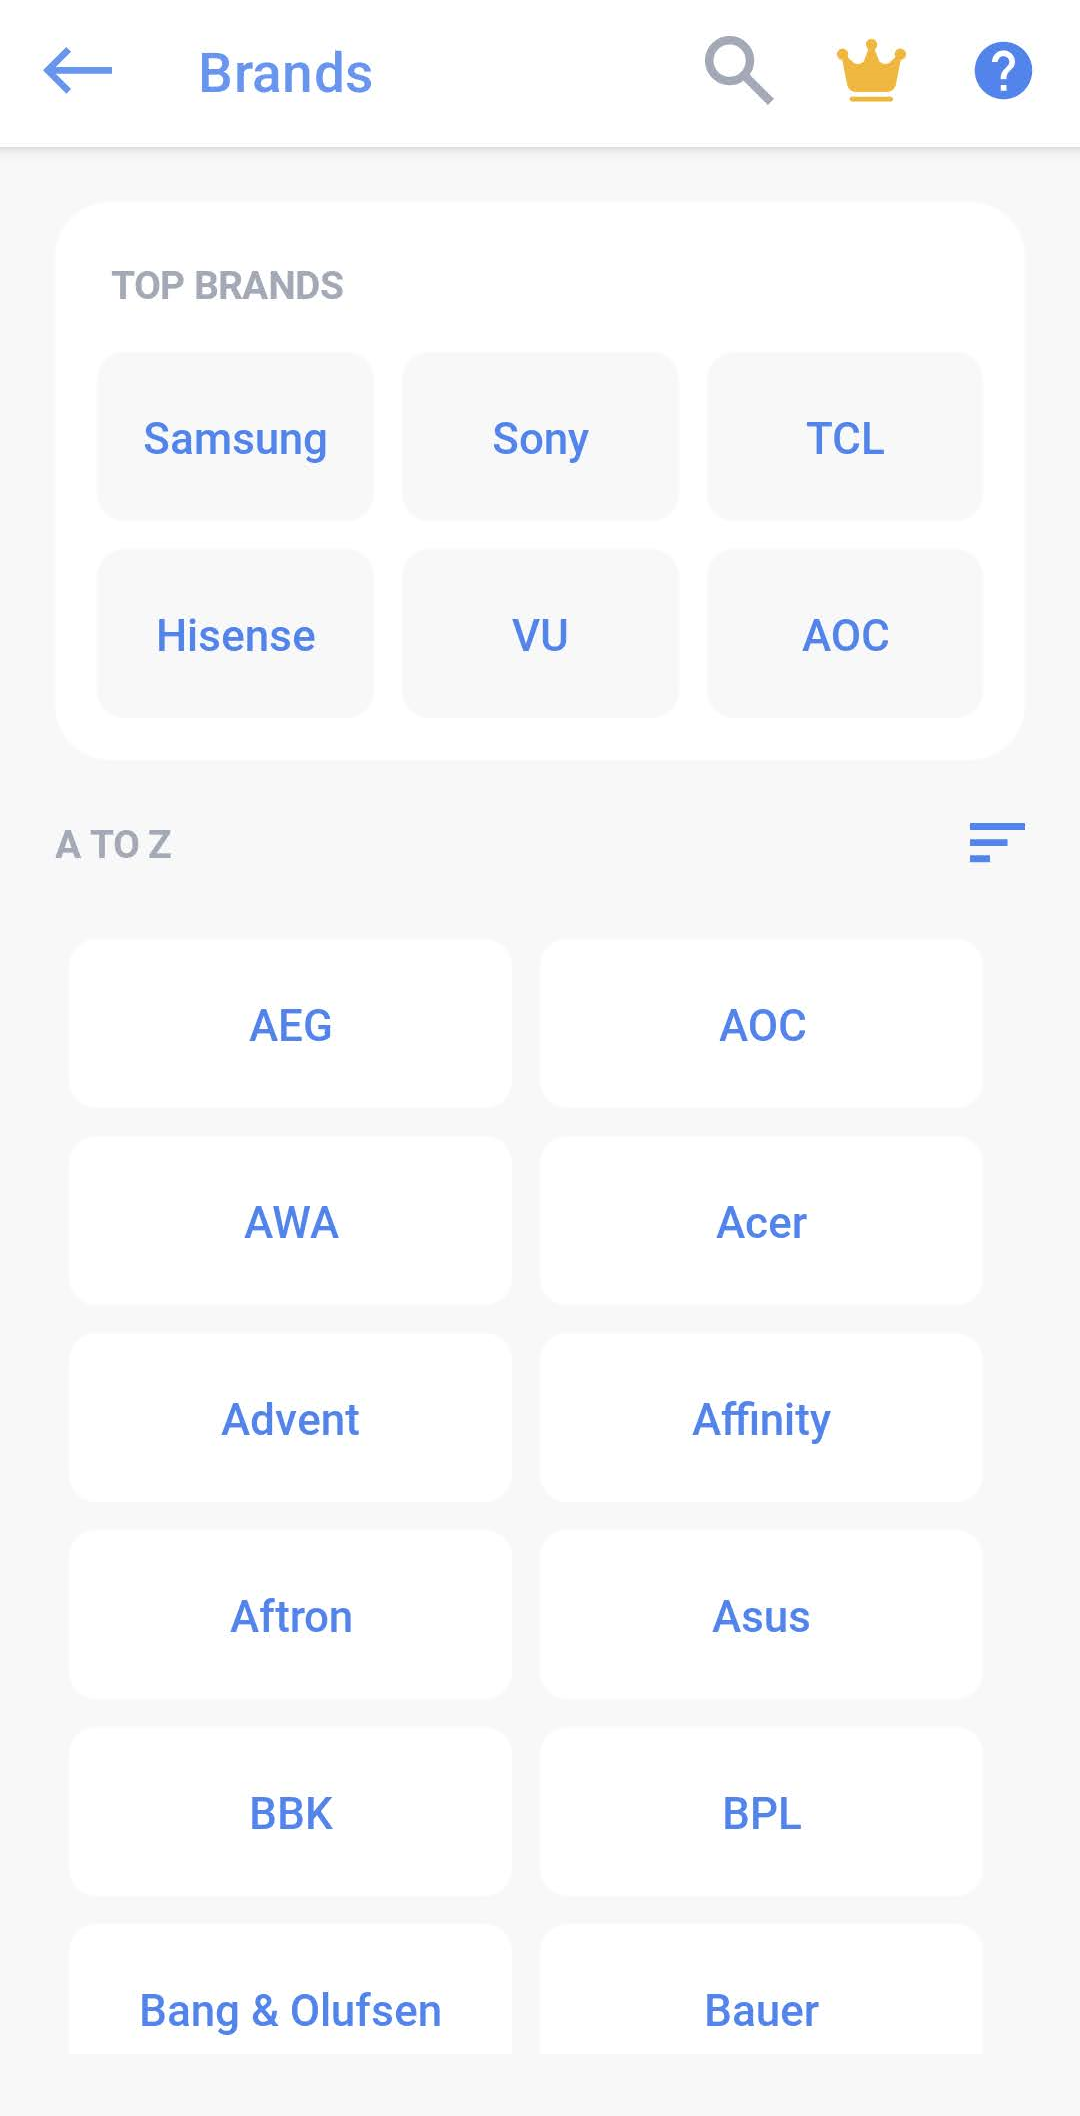 Brands
TOP BRANDS
Samsung Sony TCL
Hisense VU AOC
A TO Z
AEG AOC
AWA Acer
Advent Affinity
Aftron Asus
BBK BPL
Bang & Olufsen Bauer